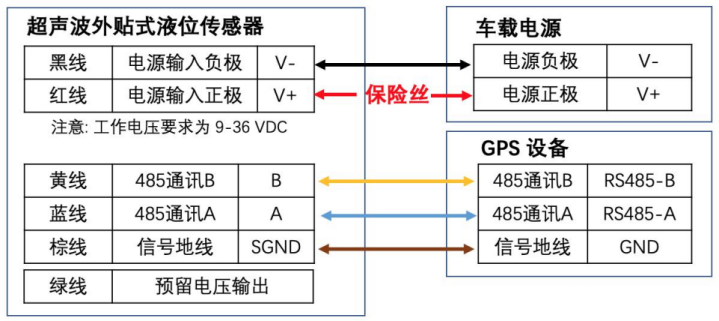 超声波外贴式液位传感器
黑线 电源输入负极 V-
红线 电源输入正极 V+
注意: 工作电压要求为 9-36 VDC
黄线 485通讯B B
蓝线 485通讯A A
棕线 信号地线 SGND
绿线 预留电压输出
保险丝
车载电源
电源负极 V-
电源正极 V+
GPS 设备
485通讯B RS485-B
485通讯A RS485-A
信号地线 GND